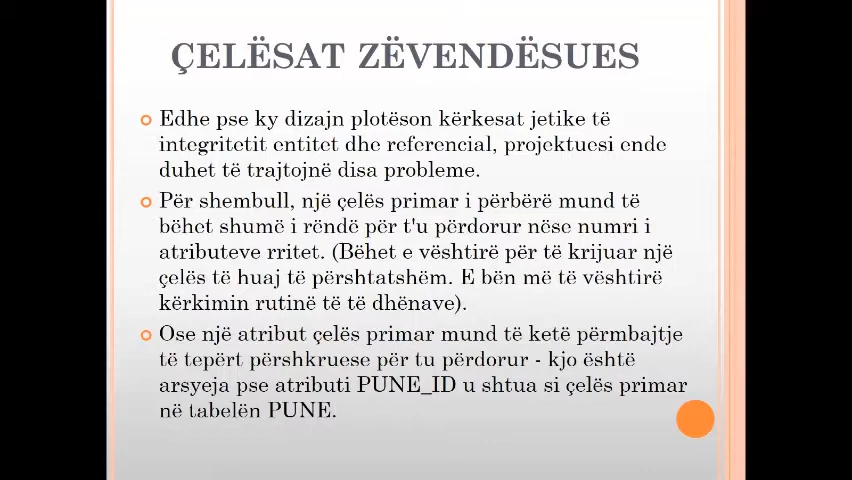 ÇELËSAT ZËVENDËSUES
Edhe pse ky dizajn plotëson kërkesat jetike të
integritetit entitet dhe referencial, projektuesi ende
duhet të trajtojnë disa probleme.
Për shembull, një çelës primar i përbërë mund të
bëhet shumë i rëndë për t'u përdorur nëse numri i
atributeve rritet. (Bëhet e vështirë për të krijuar një
çelës të huaj të përshtatshëm. E bën më të vështirë
kërkimin rutinë të të dhënave).
Ose një atribut çelës primar mund të ketë përmbajtje
të tepërt përshkruese për tu përdorur - kjo është
arsyeja pse atributi PUNE_ID u shtua si çelës primar
në tabelën PUNE.